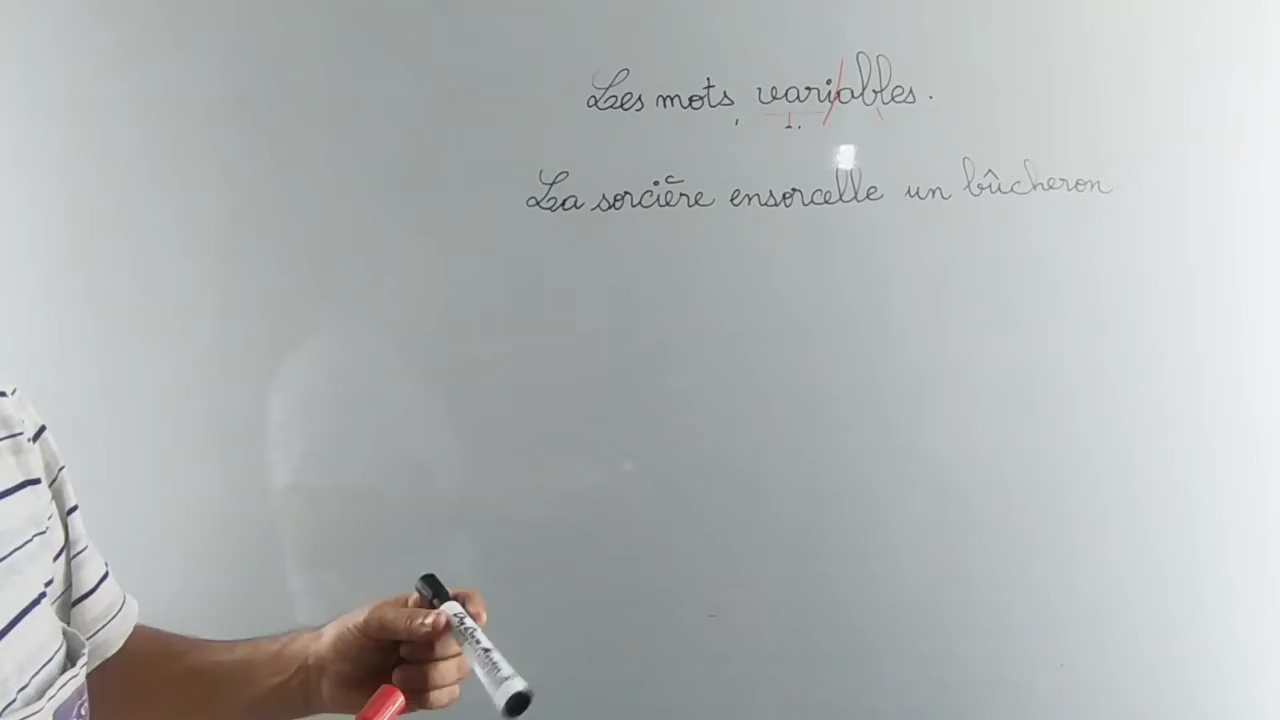 Les mots variables.
La sorcière ensorcelle un bûcheron